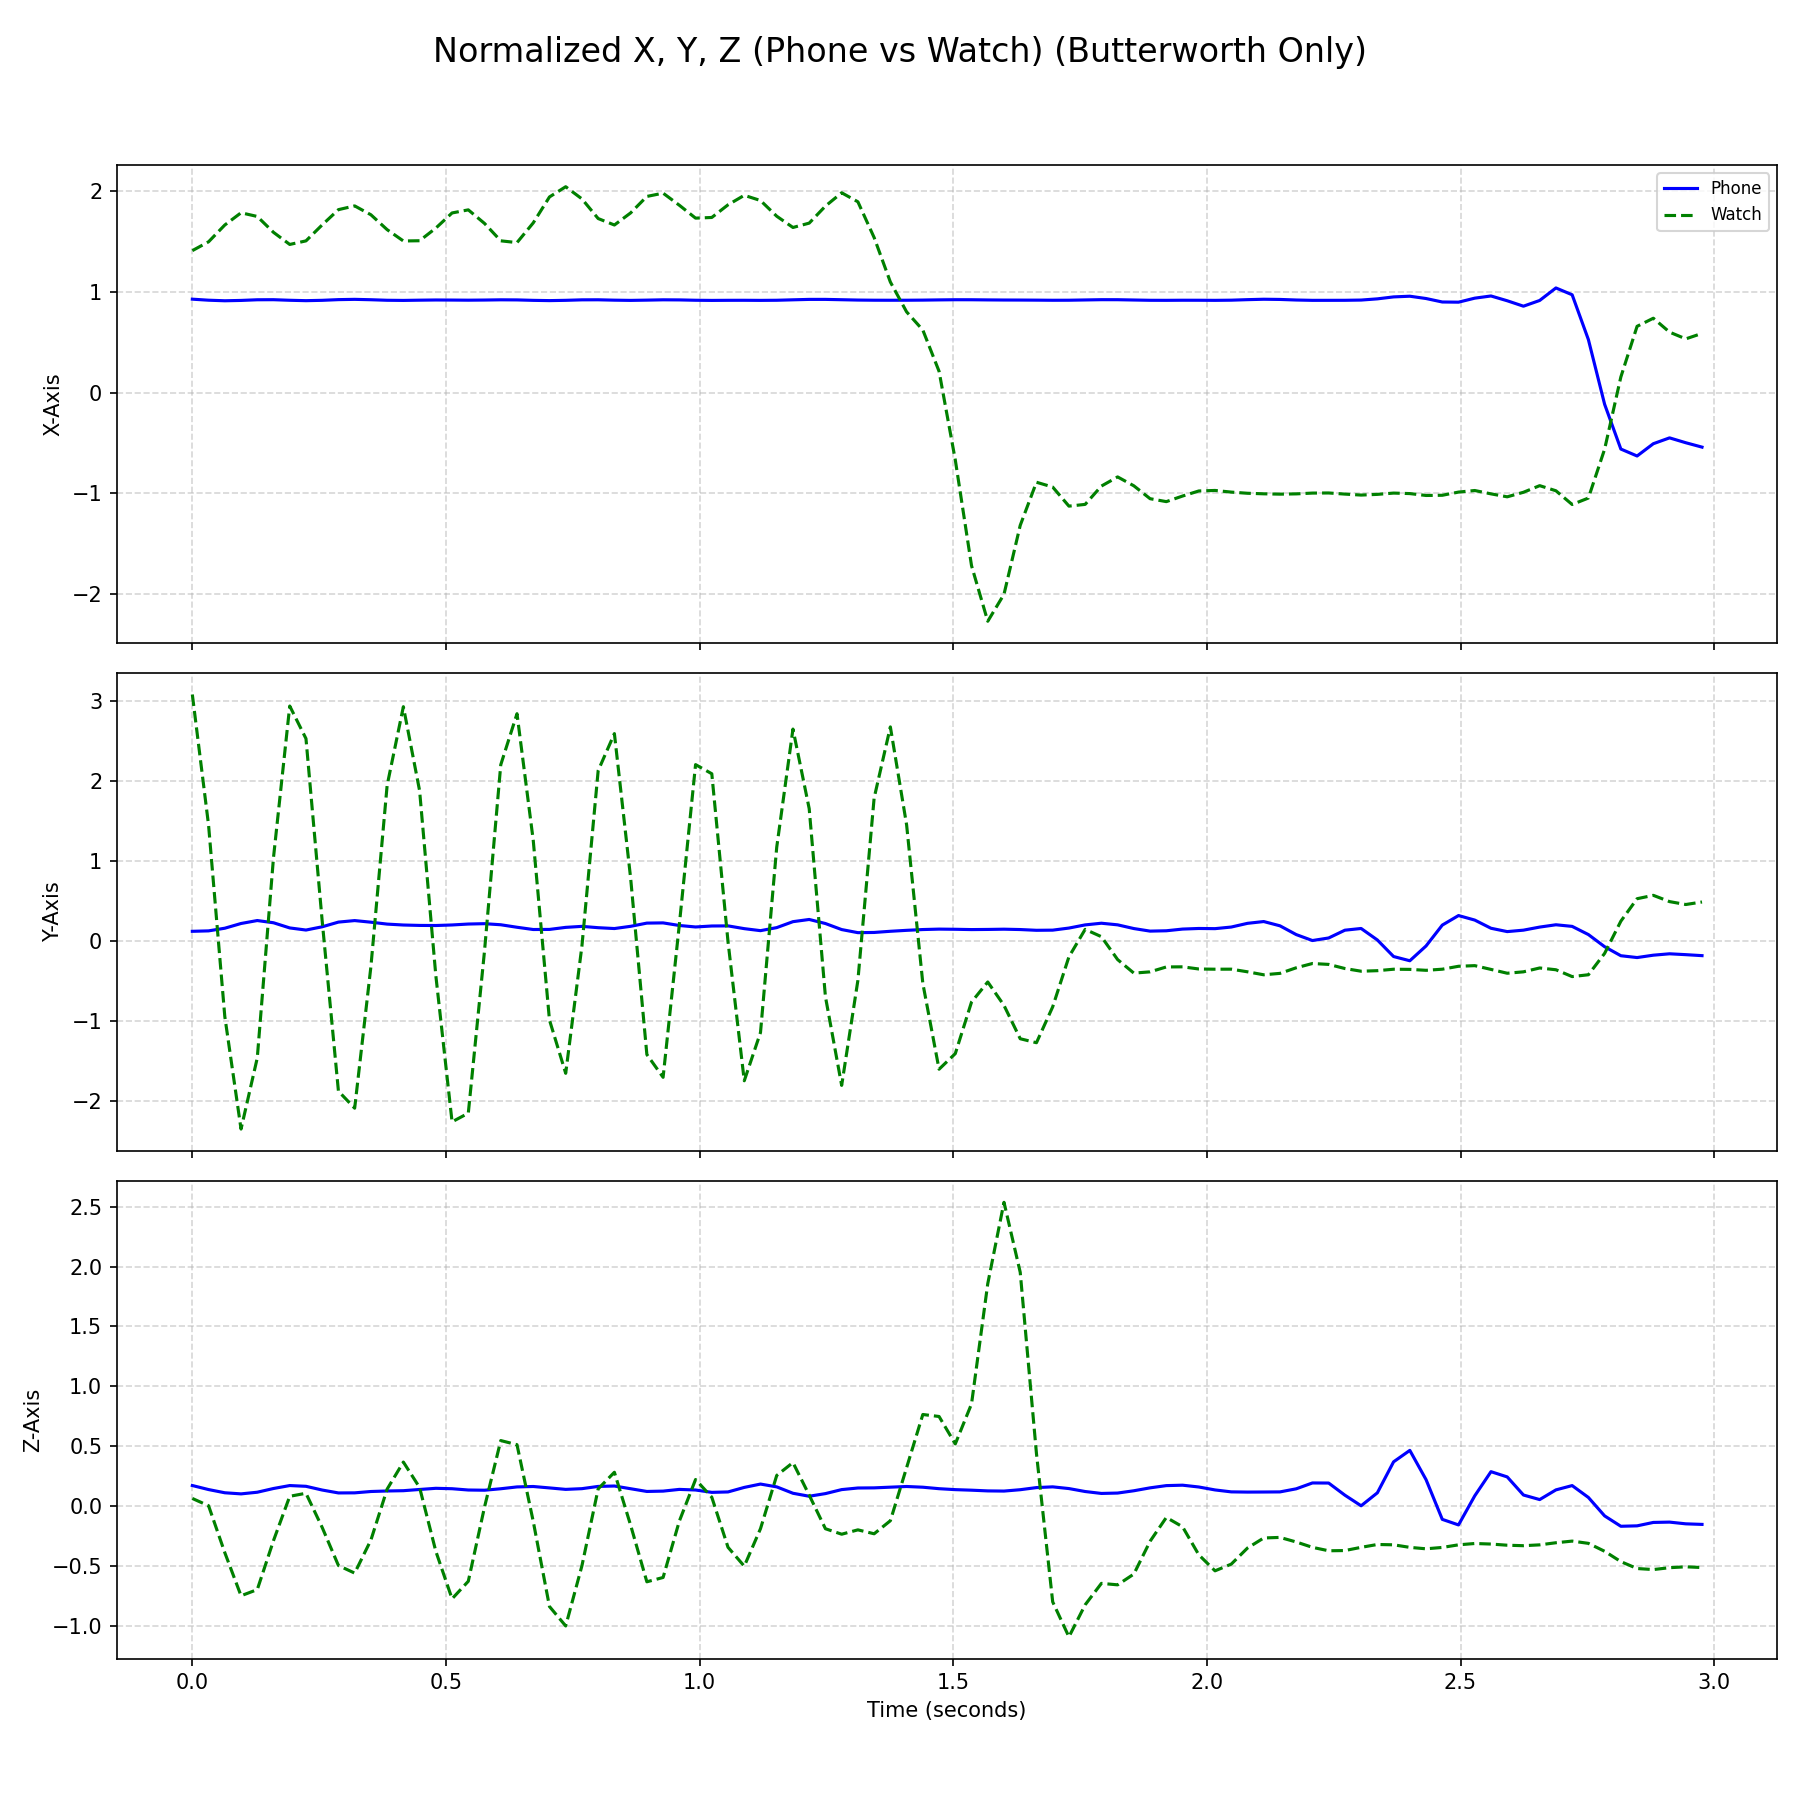 Normalized X, Y, Z (Phone vs Watch) (Butterworth Only)
Phone
Watch
2
1
0
−1
−2
X-Axis
3
2
1
0
−1
−2
Y-Axis
2.5
2.0
1.5
1.0
0.5
0.0
−0.5
−1.0
Z-Axis
0.0 0.5 1.0 1.5 2.0 2.5 3.0
Time (seconds)